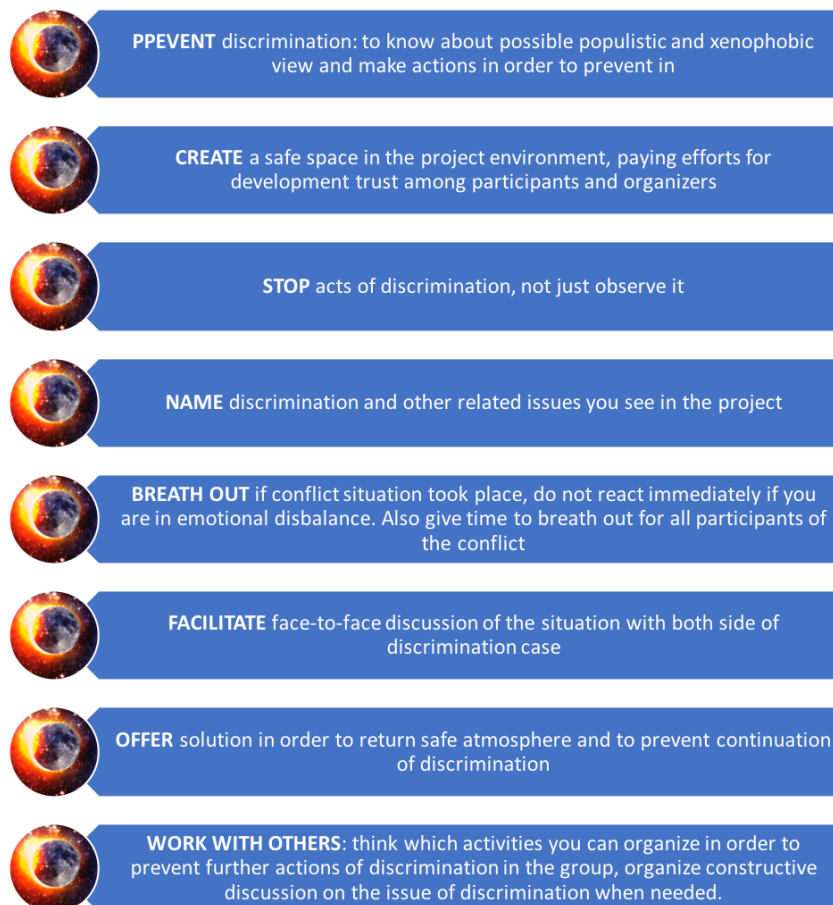 PPEVENT discrimination: to know about possible populistic and xenophobic
view and make actions in order to prevent in
CREATE a safe space in the project environment, paying efforts for
development trust among participants and organizers
STOP acts of discrimination, not just observe it
NAME discrimination and other related issues you see in the project
BREATH OUT if conflict situation took place, do not react immediately if you
are in emotional disbalance. Also give time to breath out for all participants of
the conflict
FACILITATE face-to-face discussion of the situation with both side of
discrimination case
OFFER solution in order to return safe atmosphere and to prevent continuation
of discrimination
WORK WITH OTHERS: think which activities you can organize in order to
prevent further actions of discrimination in the group, organize constructive
discussion on the issue of discrimination when needed.